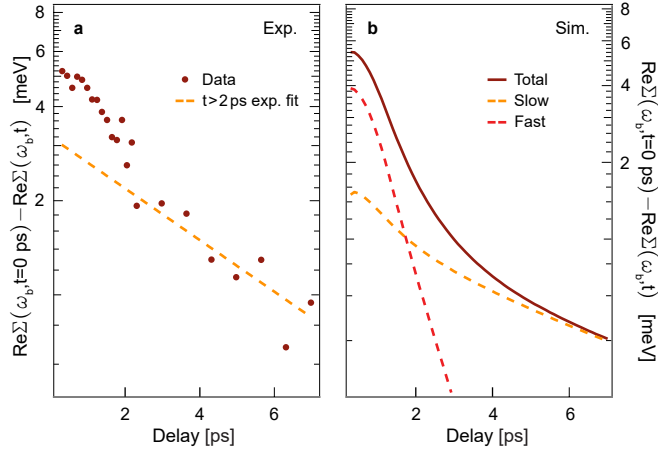 a
Exp.
b
Sim.
Data
t>2ps exp. fit
Total
Slow
Fast
8
6
4
2
8
6
4
2
ReΣ(ω_b,t=0 ps)−ReΣ(ω_b,t) [meV]
ReΣ(ω_b,t=0 ps)−ReΣ(ω_b,t) [meV]
2
4
6
2
4
6
Delay [ps]
Delay [ps]